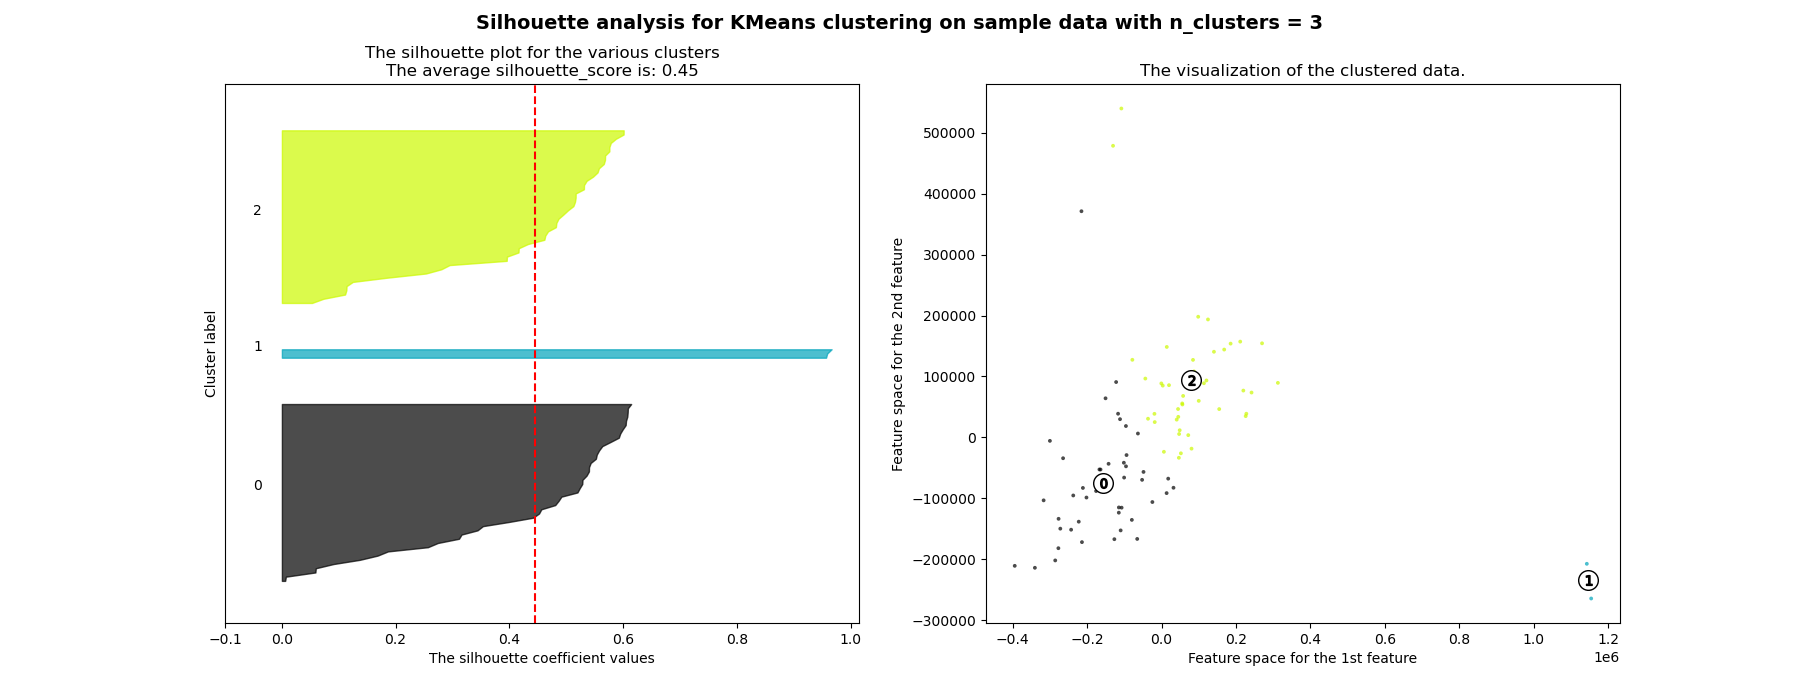 Silhouette analysis for KMeans clustering on sample data with n_clusters = 3
The silhouette plot for the various clusters
The average silhouette_score is: 0.45
Cluster label
2
1
0
−0.1 0.0 0.2 0.4 0.6 0.8 1.0
The silhouette coefficient values
The visualization of the clustered data.
Feature space for the 2nd feature
500000
400000
300000
200000
100000
0
−100000
−200000
−300000
2
0
1
−0.4 −0.2 0.0 0.2 0.4 0.6 0.8 1.0 1.2
1e6
Feature space for the 1st feature